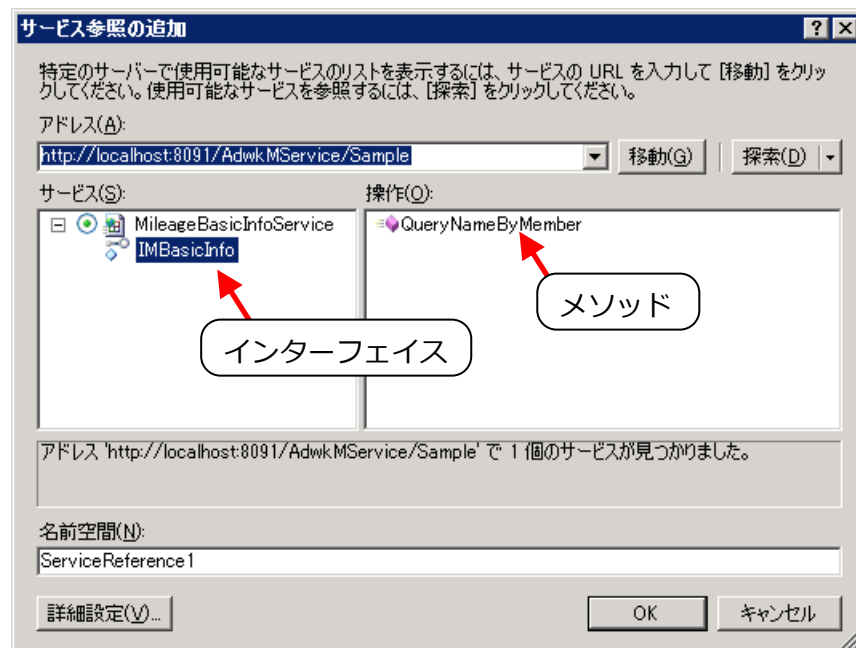 サービス参照の追加
特定のサーバーで使用可能なサービスのリストを表示するには、サービスの URL を入力して [移動] をクリッ
クしてください。使用可能なサービスを参照するには、[探索] をクリックしてください。
アドレス(A):
http://localhost:8091/AdwkMService/Sample
移動(G)
探索(D)
サービス(S):
操作(O):
MileageBasicInfoService
IMBasicInfo
QueryNameByMember
メソッド
インターフェイス
アドレス 'http://localhost:8091/AdwkMService/Sample' で 1 個のサービスが見つかりました。
名前空間(N):
ServiceReference1
詳細設定(V)...
OK
キャンセル